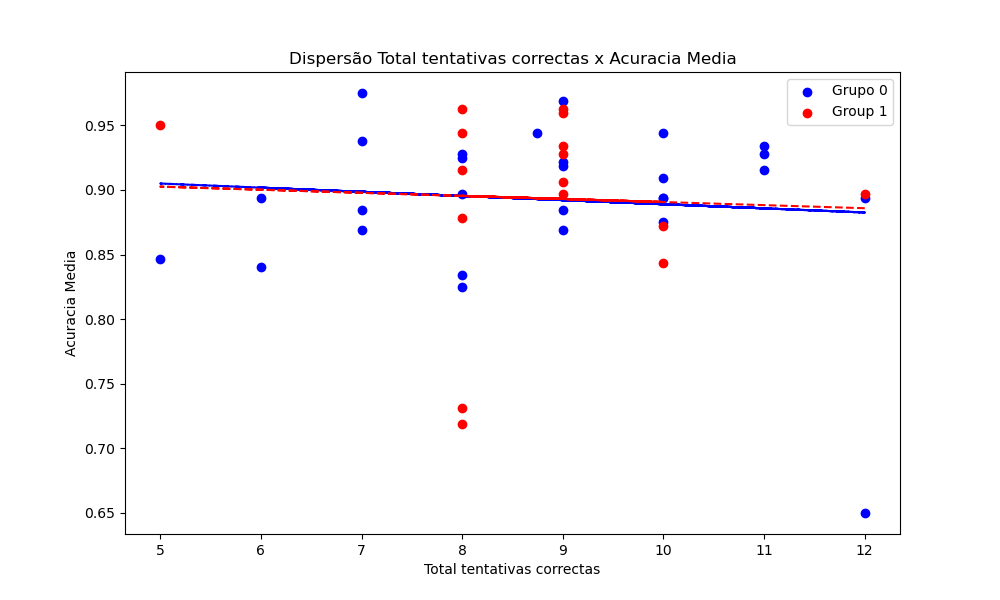 Dispersão Total tentativas correctas x Acuracia Media
Grupo 0
Group 1
Acuracia Media
0.95
0.90
0.85
0.80
0.75
0.70
0.65
5 6 7 8 9 10 11 12
Total tentativas correctas